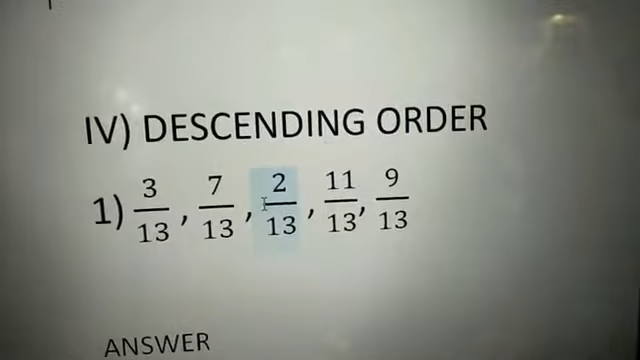 IV) DESCENDING ORDER
1) 3/13 , 7/13 , 2/13 , 11/13 , 9/13
ANSWER